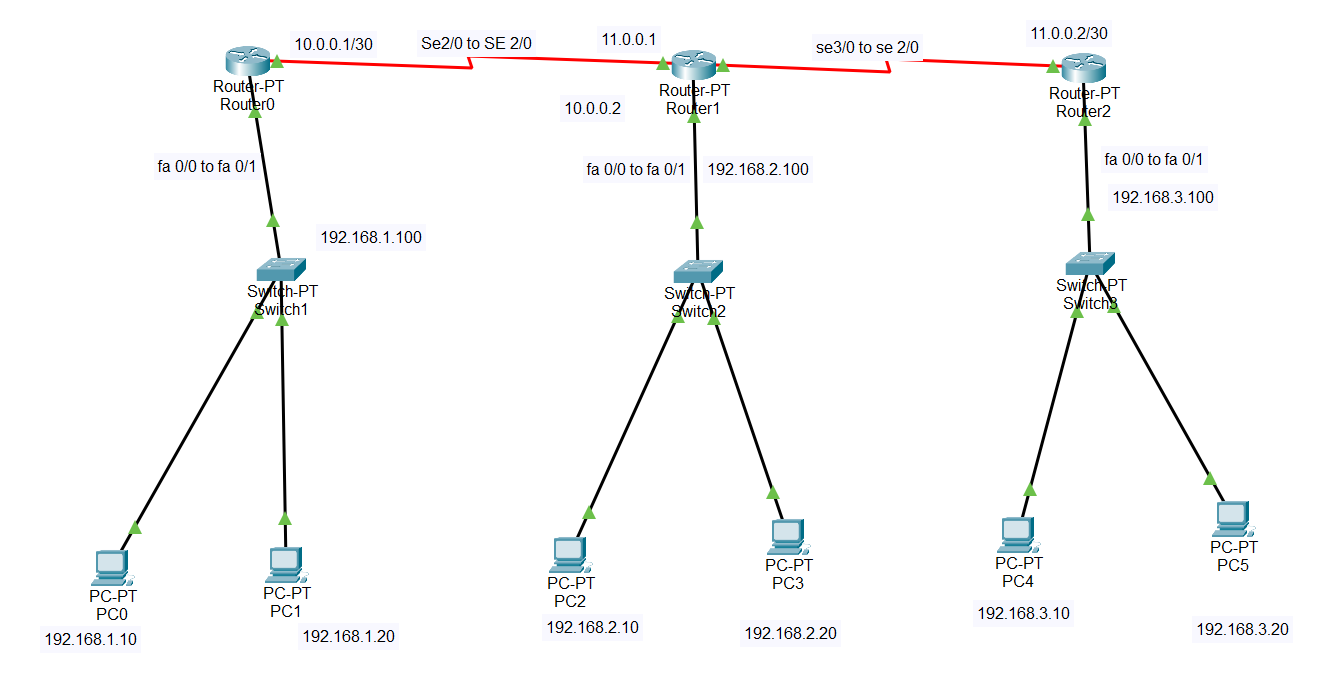 10.0.0.1/30
Se2/0 to SE 2/0
11.0.0.1
se3/0 to se 2/0
11.0.0.2/30
Router-PT
Router0
Router-PT
Router1
Router-PT
Router2
10.0.0.2
fa 0/0 to fa 0/1
fa 0/0 to fa 0/1
192.168.2.100
fa 0/0 to fa 0/1
192.168.3.100
192.168.1.100
Switch-PT
Switch1
Switch-PT
Switch2
Switch-PT
Switch3
PC-PT
PC0
PC-PT
PC1
PC-PT
PC2
PC-PT
PC3
PC-PT
PC4
PC-PT
PC5
192.168.1.10
192.168.1.20
192.168.2.10
192.168.2.20
192.168.3.10
192.168.3.20